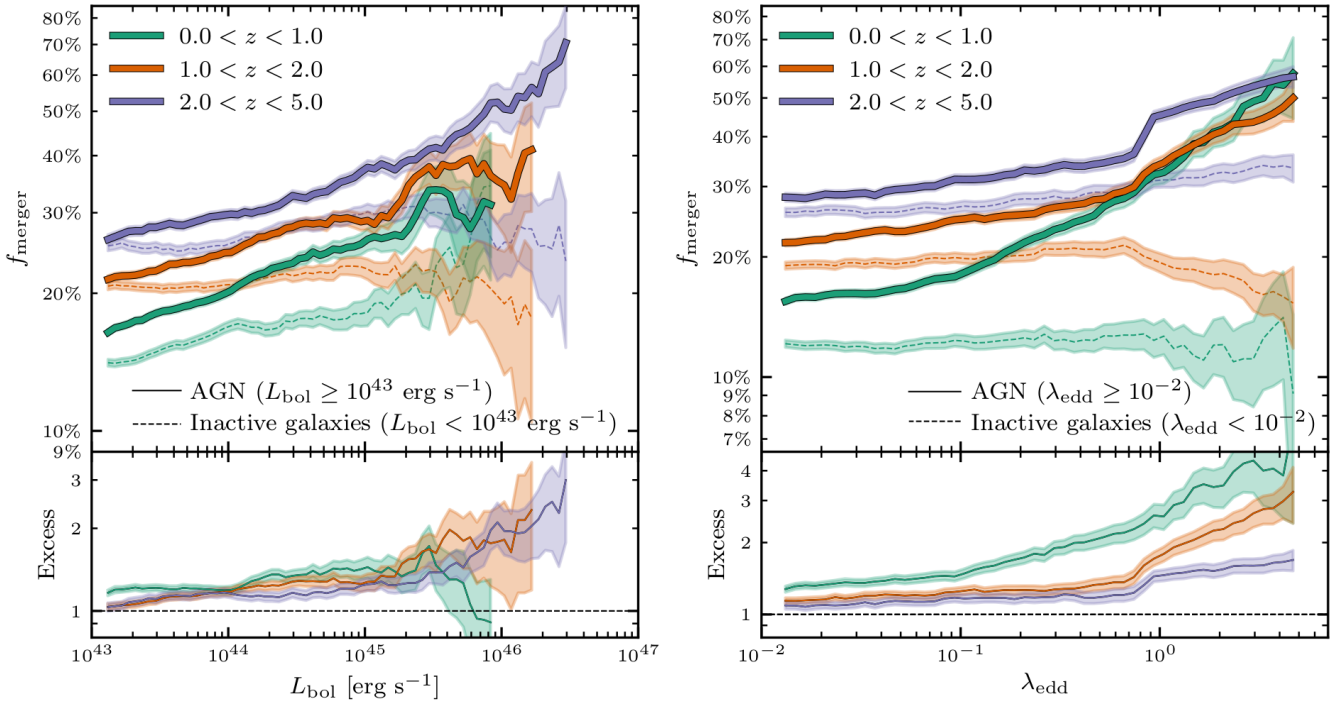 80%
70%
60%
50%
40%
30%
20%
10%
9%
f_merger
0.0 < z < 1.0
1.0 < z < 2.0
2.0 < z < 5.0
AGN (L_bol ≥ 10^43 erg s^−1)
Inactive galaxies (L_bol < 10^43 erg s^−1)
3
2
1
Excess
10^43
10^44
10^45
10^46
10^47
L_bol [erg s^−1]
80%
70%
60%
50%
40%
30%
20%
10%
9%
8%
7%
f_merger
0.0 < z < 1.0
1.0 < z < 2.0
2.0 < z < 5.0
AGN (λ_edd ≥ 10^−2)
Inactive galaxies (λ_edd < 10^−2)
4
2
1
Excess
10^−2
10^−1
10^0
λ_edd